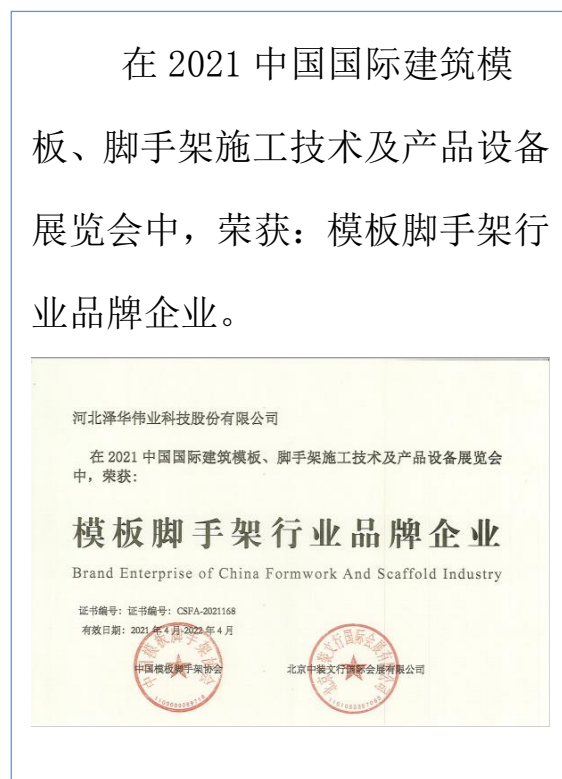 在 2021 中国国际建筑模
板、脚手架施工技术及产品设备
展览会中，荣获：模板脚手架行
业品牌企业。
河北泽华伟业科技股份有限公司
在 2021 中国国际建筑模板、脚手架施工技术及产品设备展览会
中，荣获：
模板脚手架行业品牌企业
Brand Enterprise of China Formwork And Scaffold Industry
证书编号：证书编号：CSFA-2021168
有效日期：2021 年 4 月-2022 年 4 月
中国模板脚手架协会
北京中装文行国际会展有限公司